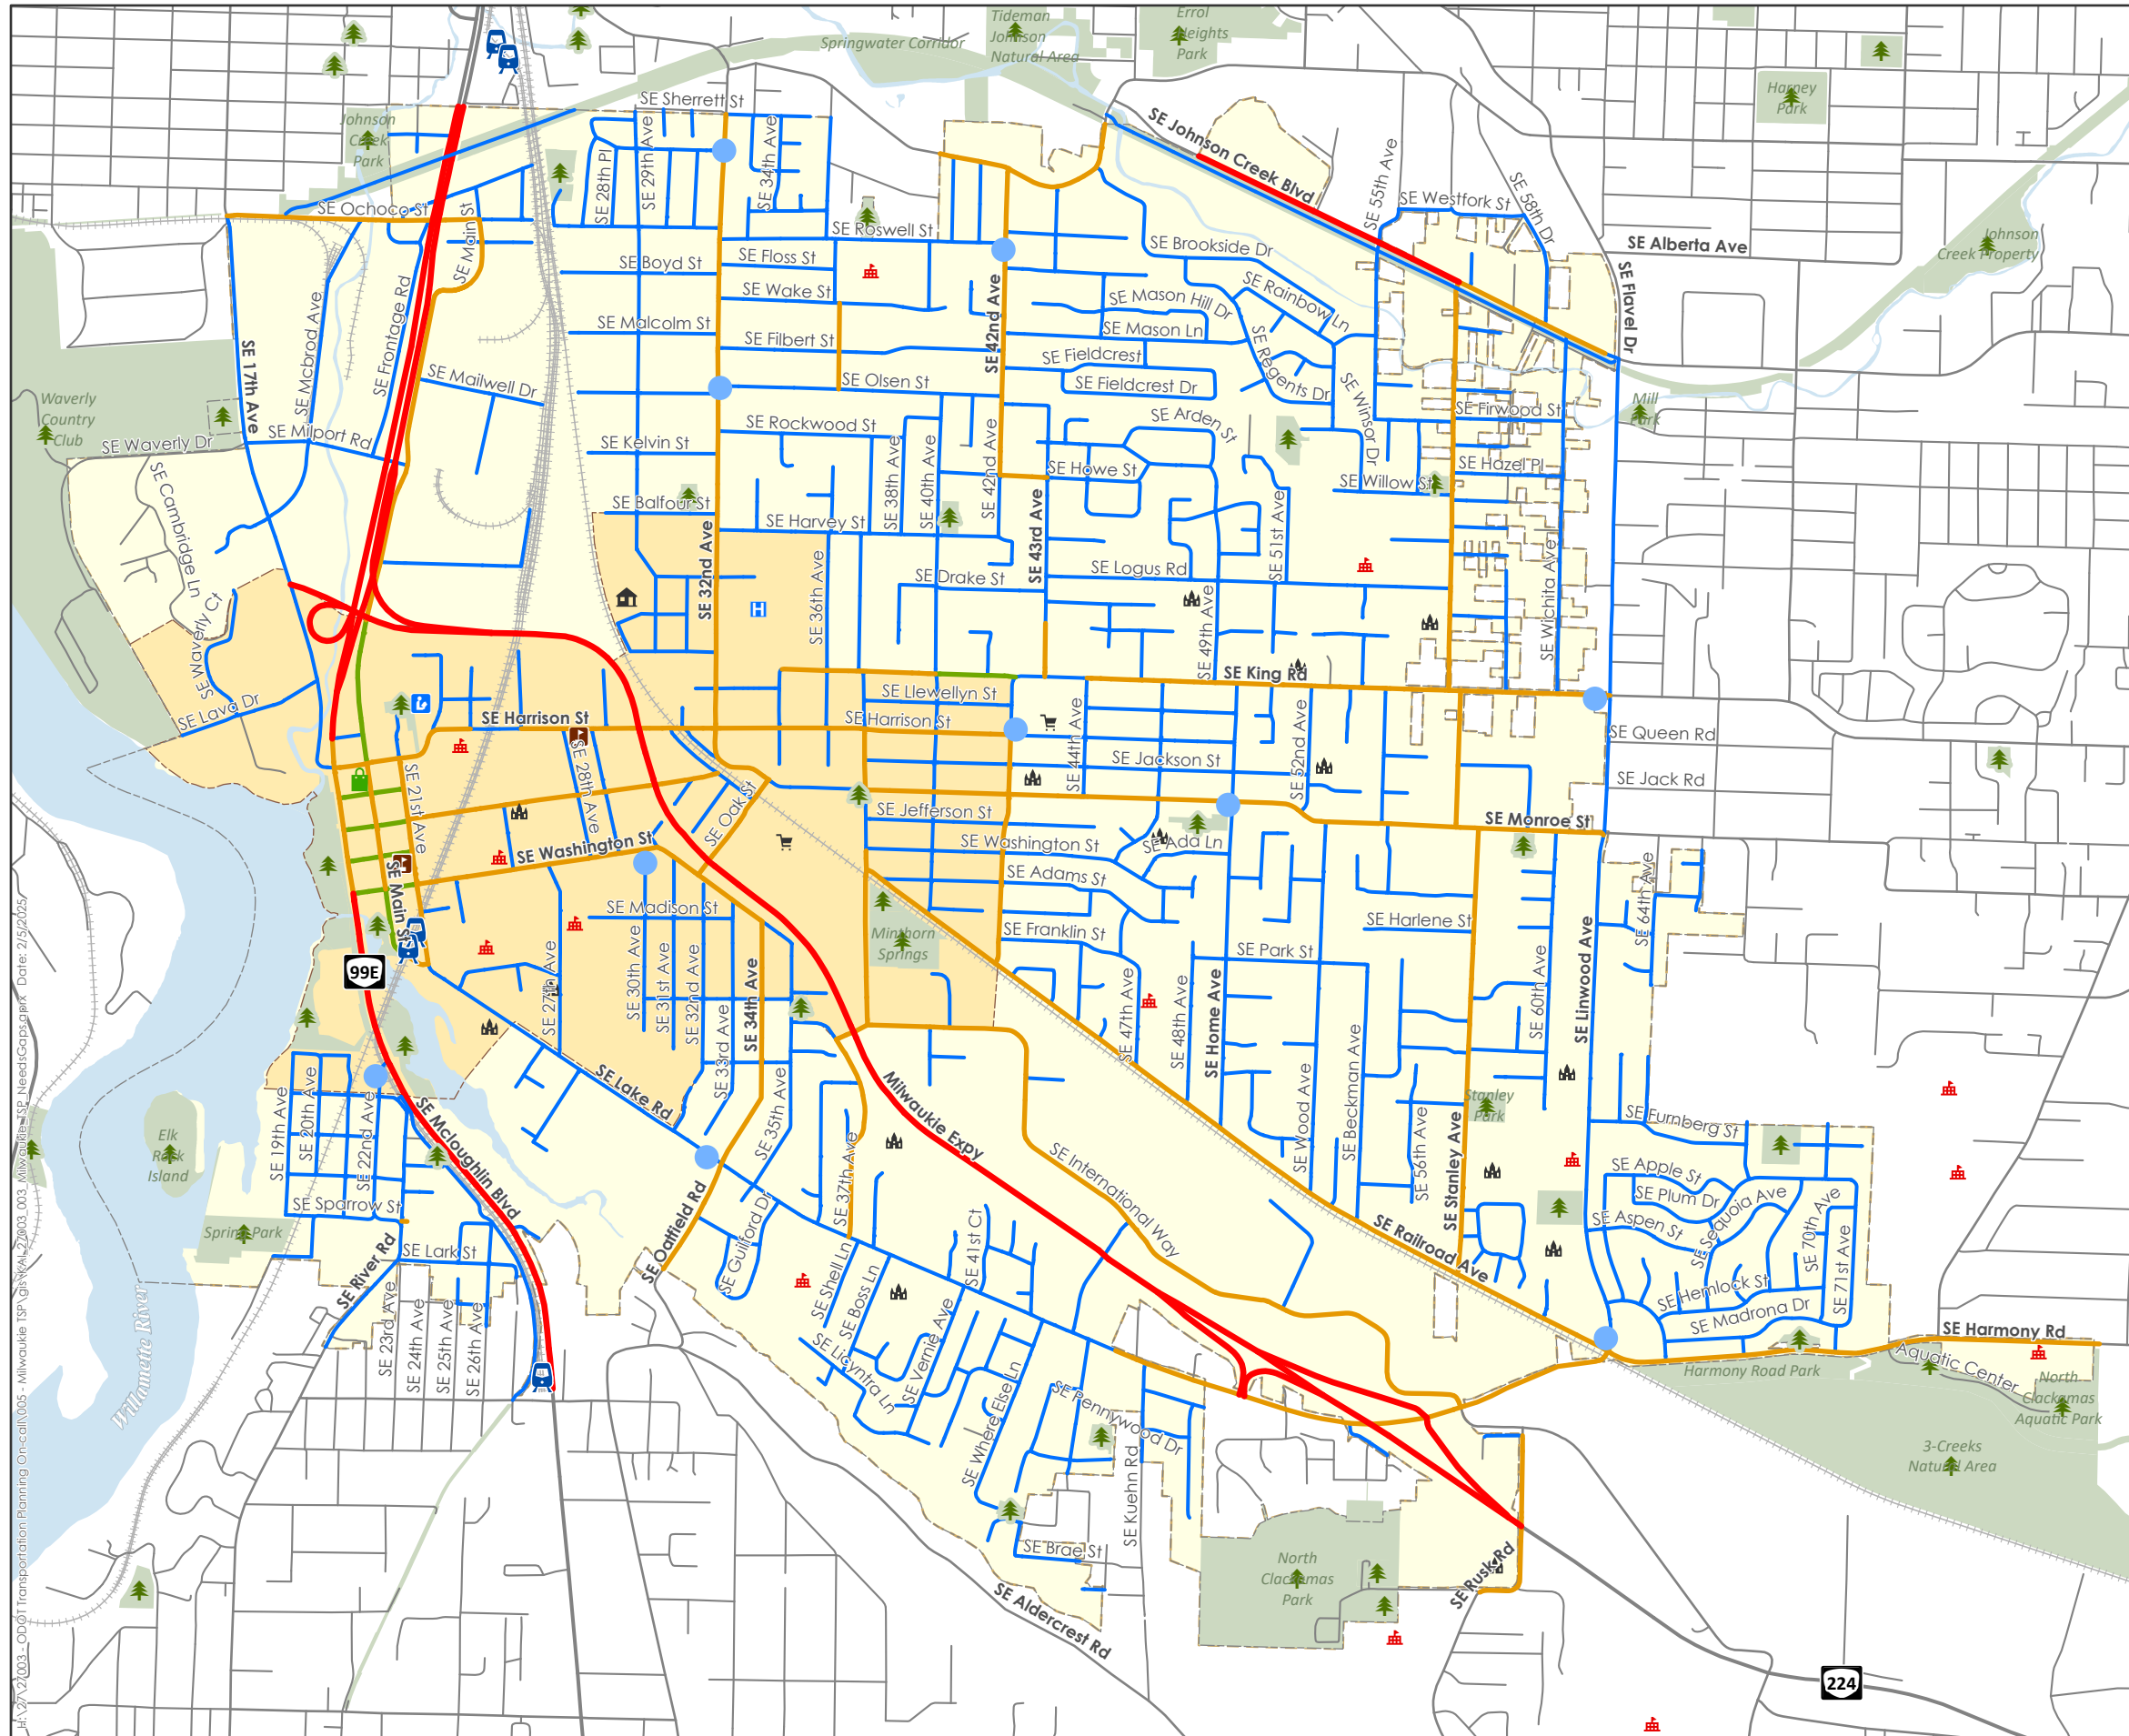 Springwater Corridor
Tideman
Johnson
Natural Area
Errol
Heights
Park
Harney
Park
Johnson
Creek
Park
SE Sherrett St
SE Johnson Creek Blvd
SE 28th Pl
SE 29th Ave
SE 34th Ave
SE 55th Ave
SE Westfork St
SE 58th Dr
SE Ochoco St
SE Main St
SE Roswell St
SE Brookside Dr
SE Alberta Ave
Johnson
Creek Property
SE Boyd St
SE Floss St
SE Flavel Dr
SE Wake St
SE Mason Hill Dr
SE Rainbow Ln
SE Frontage Rd
SE Mcbrod Ave
SE 17th Ave
SE Malcolm St
SE Filbert St
SE 42nd Ave
SE Mason Ln
SE Regents Dr
SE Fieldcrest
SE Fieldcrest Dr
SE Mailwell Dr
SE Olsen St
SE Winsor Dr
Waverly
Country
Club
SE Waverly Dr
SE Milport Rd
SE Rockwood St
SE Arden St
SE Firwood St
Mill
Park
SE Kelvin St
SE 38th Ave
SE 40th Ave
SE 42nd Ave
SE Howe St
SE Hazel Pl
SE Willow St
SE Cambridge Ln
SE Balfour St
SE Harvey St
SE 43rd Ave
SE 51st Ave
SE 32nd Ave
SE 36th Ave
SE Drake St
SE Logus Rd
SE Wichita Ave
SE Waverly Ct
SE 49th Ave
H
SE King Rd
SE Lava Dr
SE Llewellyn St
SE Harrison St
SE Harrison St
SE 44th Ave
SE 52nd Ave
SE Queen Rd
SE 28th Ave
SE Jackson St
SE Jack Rd
SE 21st Ave
SE Oak St
SE Jefferson St
SE Monroe St
SE Washington St
SE Washington St
SE Ada Ln
SE Main St
SE Adams St
SE 64th Ave
SE Madison St
Minthorn
Springs
SE Franklin St
SE Harlene St
SE Park St
SE Linwood Ave
99E
SE 27th Ave
SE 30th Ave
SE 31st Ave
SE 32nd Ave
SE 33rd Ave
SE 34th Ave
SE 47th Ave
SE 48th Ave
SE Home Ave
SE 60th Ave
SE Lake Rd
SE 35th Ave
Milwaukie Expy
SE Wood Ave
SE Beckman Ave
SE 56th Ave
SE Stanley Ave
Stanley
Park
SE Furnberg St
Elk
Rock
Island
SE 19th Ave
SE 20th Ave
SE 22nd Ave
SE Mcloughlin Blvd
SE 37th Ave
SE International Way
SE Apple St
SE Plum Dr
SE Sequoia Ave
SE Aspen St
SE 70th Ave
SE 71st Ave
Spring Park
SE Sparrow St
SE Lark St
SE River Rd
SE Oatfield Rd
SE Guilford Dr
SE Shell Ln
SE Boss Ln
SE 41st Ct
SE Railroad Ave
SE Hemlock St
SE Madrona Dr
SE Harmony Rd
Willamette River
SE 23rd Ave
SE 24th Ave
SE 25th Ave
SE 26th Ave
SE Licyntra Ln
SE Vernie Ave
SE Where Else Ln
SE Pennywood Dr
SE Kuehn Rd
Harmony Road Park
Aquatic Center
North
Clackamas
Aquatic Park
3-Creeks
Natural Area
SE Brae St
SE Aldercrest Rd
North
Clackamas
Park
SE Rusk Rd
224